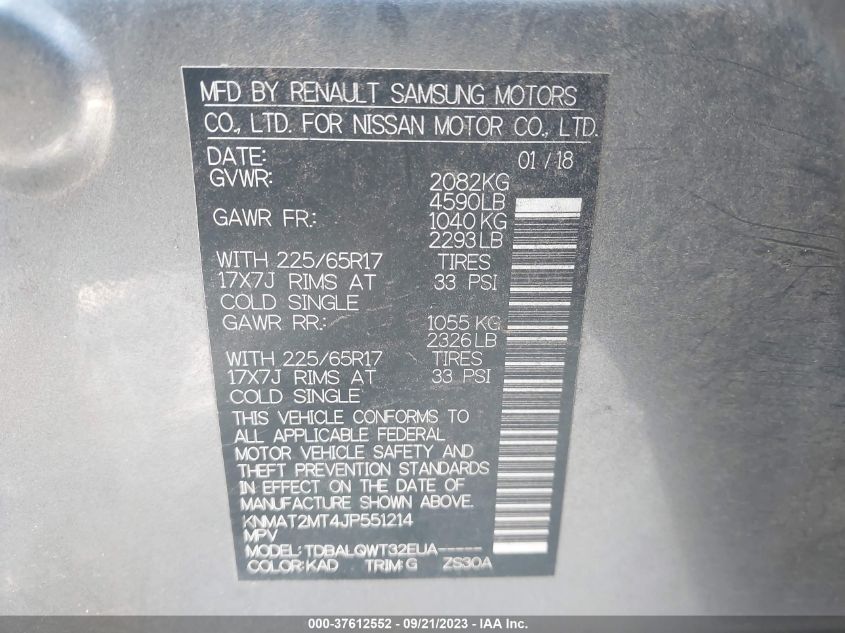 MFD BY RENAULT SAMSUNG MOTORS
CO., LTD. FOR NISSAN MOTOR CO., LTD.
DATE: 01 / 18
GVWR: 2082KG
4590LB
GAWR FR.: 1040 KG
2293LB
WITH 225/65R17 TIRES
17X7J RIMS AT 33 PSI
COLD SINGLE
GAWR RR.: 1055 KG
2326LB
WITH 225/65R17 TIRES
17X7J RIMS AT 33 PSI
COLD SINGLE
THIS VEHICLE CONFORMS TO
ALL APPLICABLE FEDERAL
MOTOR VEHICLE SAFETY AND
THEFT PREVENTION STANDARDS
IN EFFECT ON THE DATE OF
MANUFACTURE SHOWN ABOVE.
KNMAT2MT4JP551214
MPV
MODEL: TDBALQWT32EUA-----
COLOR:KAD TRIM:G ZS30A
000-37612552 - 09/21/2023 - IAA Inc.